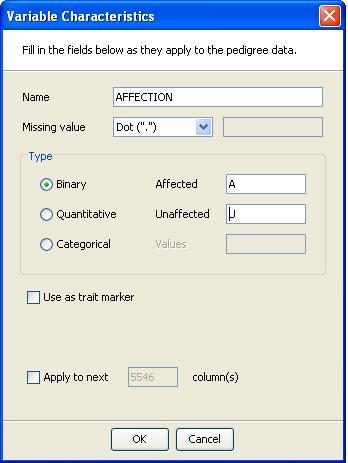 Variable Characteristics
Fill in the fields below as they apply to the pedigree data.
Name AFFECTION
Missing value Dot (".")
Type
Binary Affected A
Quantitative Unaffected U
Categorical Values
Use as trait marker
Apply to next 5546 column(s)
OK Cancel